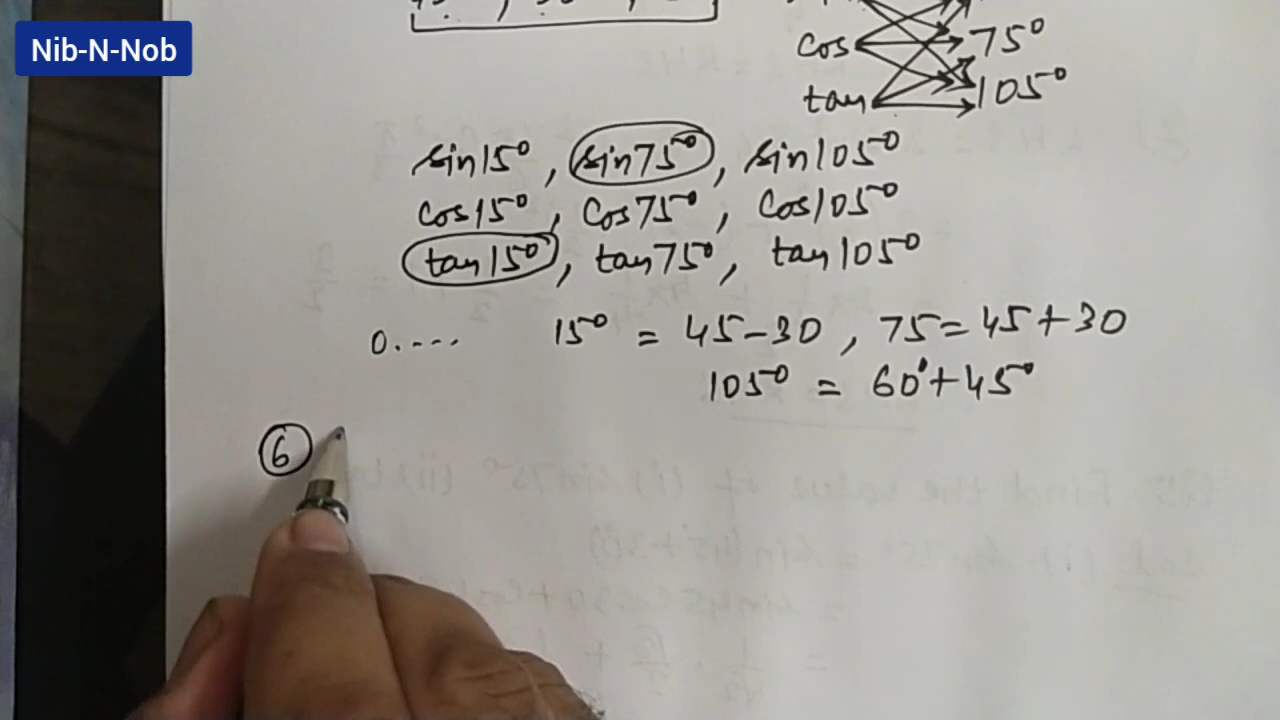 Nib-N-Nob
cos 75°
tan 105°
sin15°, sin75°, sin105°
cos15°, cos75°, cos105°
tan15°, tan75°, tan105°
0.... 15° = 45-30, 75=45+30
105° = 60°+45°
6